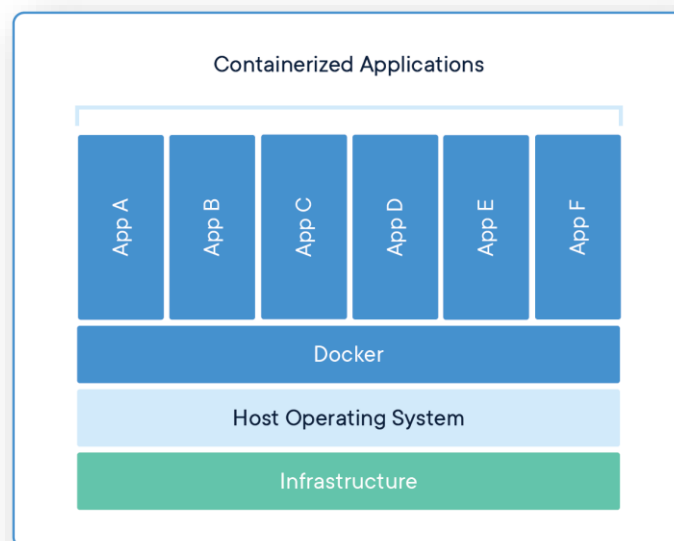 Containerized Applications
App A
App B
App C
App D
App E
App F
Docker
Host Operating System
Infrastructure